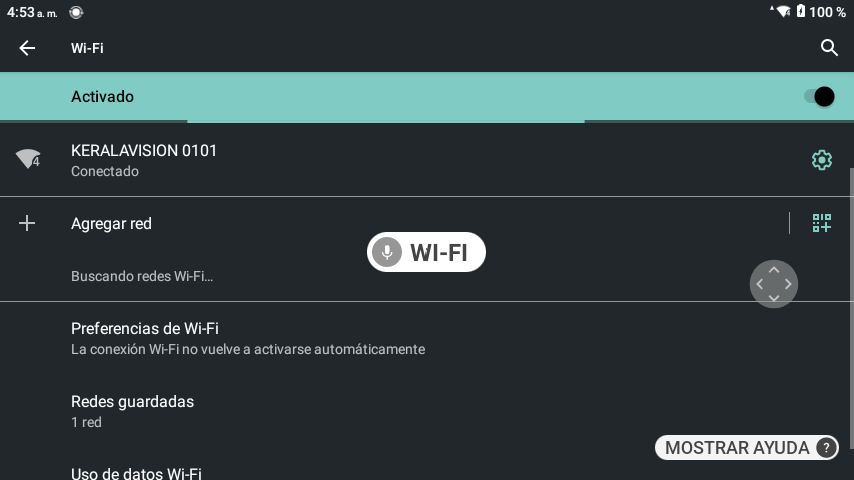 4:53 a. m.
4
100 %
Wi-Fi
Activado
4
KERALAVISION 0101
Conectado
Agregar red
WI-FI
Buscando redes Wi-Fi…
Preferencias de Wi-Fi
La conexión Wi-Fi no vuelve a activarse automáticamente
Redes guardadas
1 red
MOSTRAR AYUDA ?
Uso de datos Wi-Fi